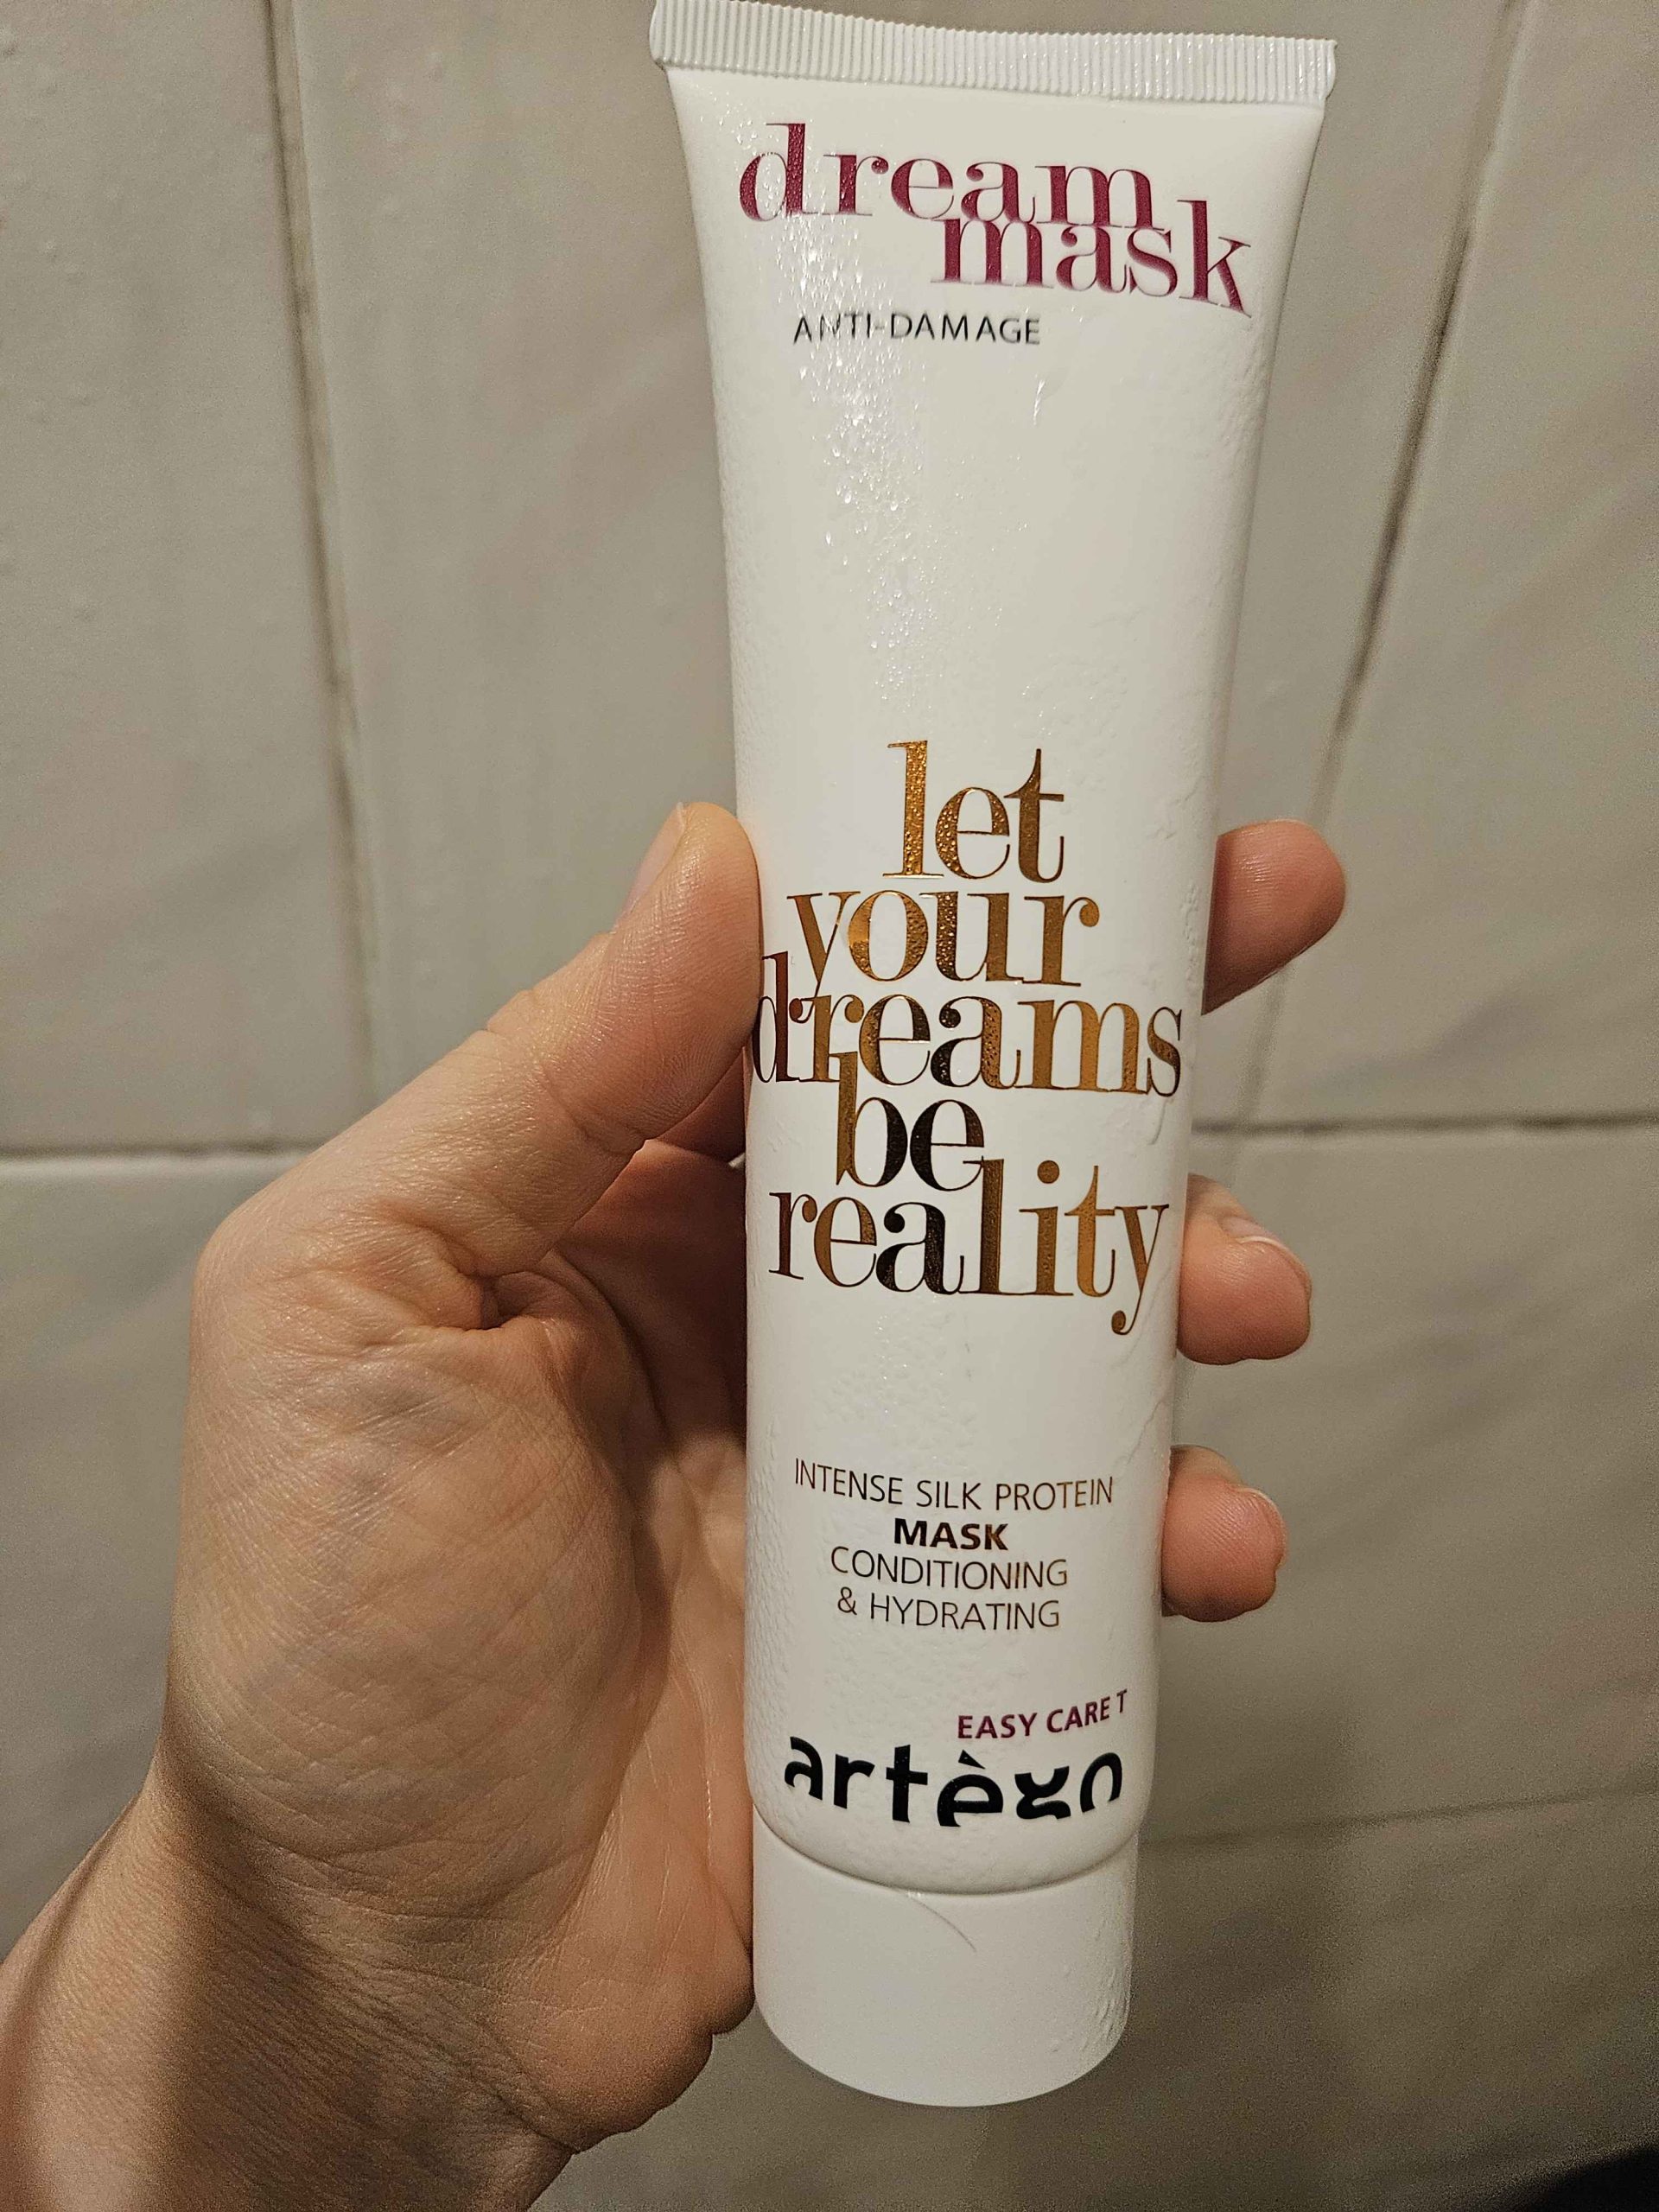 dream
mask
ANTI-DAMAGE
let
your
dreams
be
reality
INTENSE SILK PROTEIN
MASK
CONDITIONING
& HYDRATING
EASY CARE T
artègo